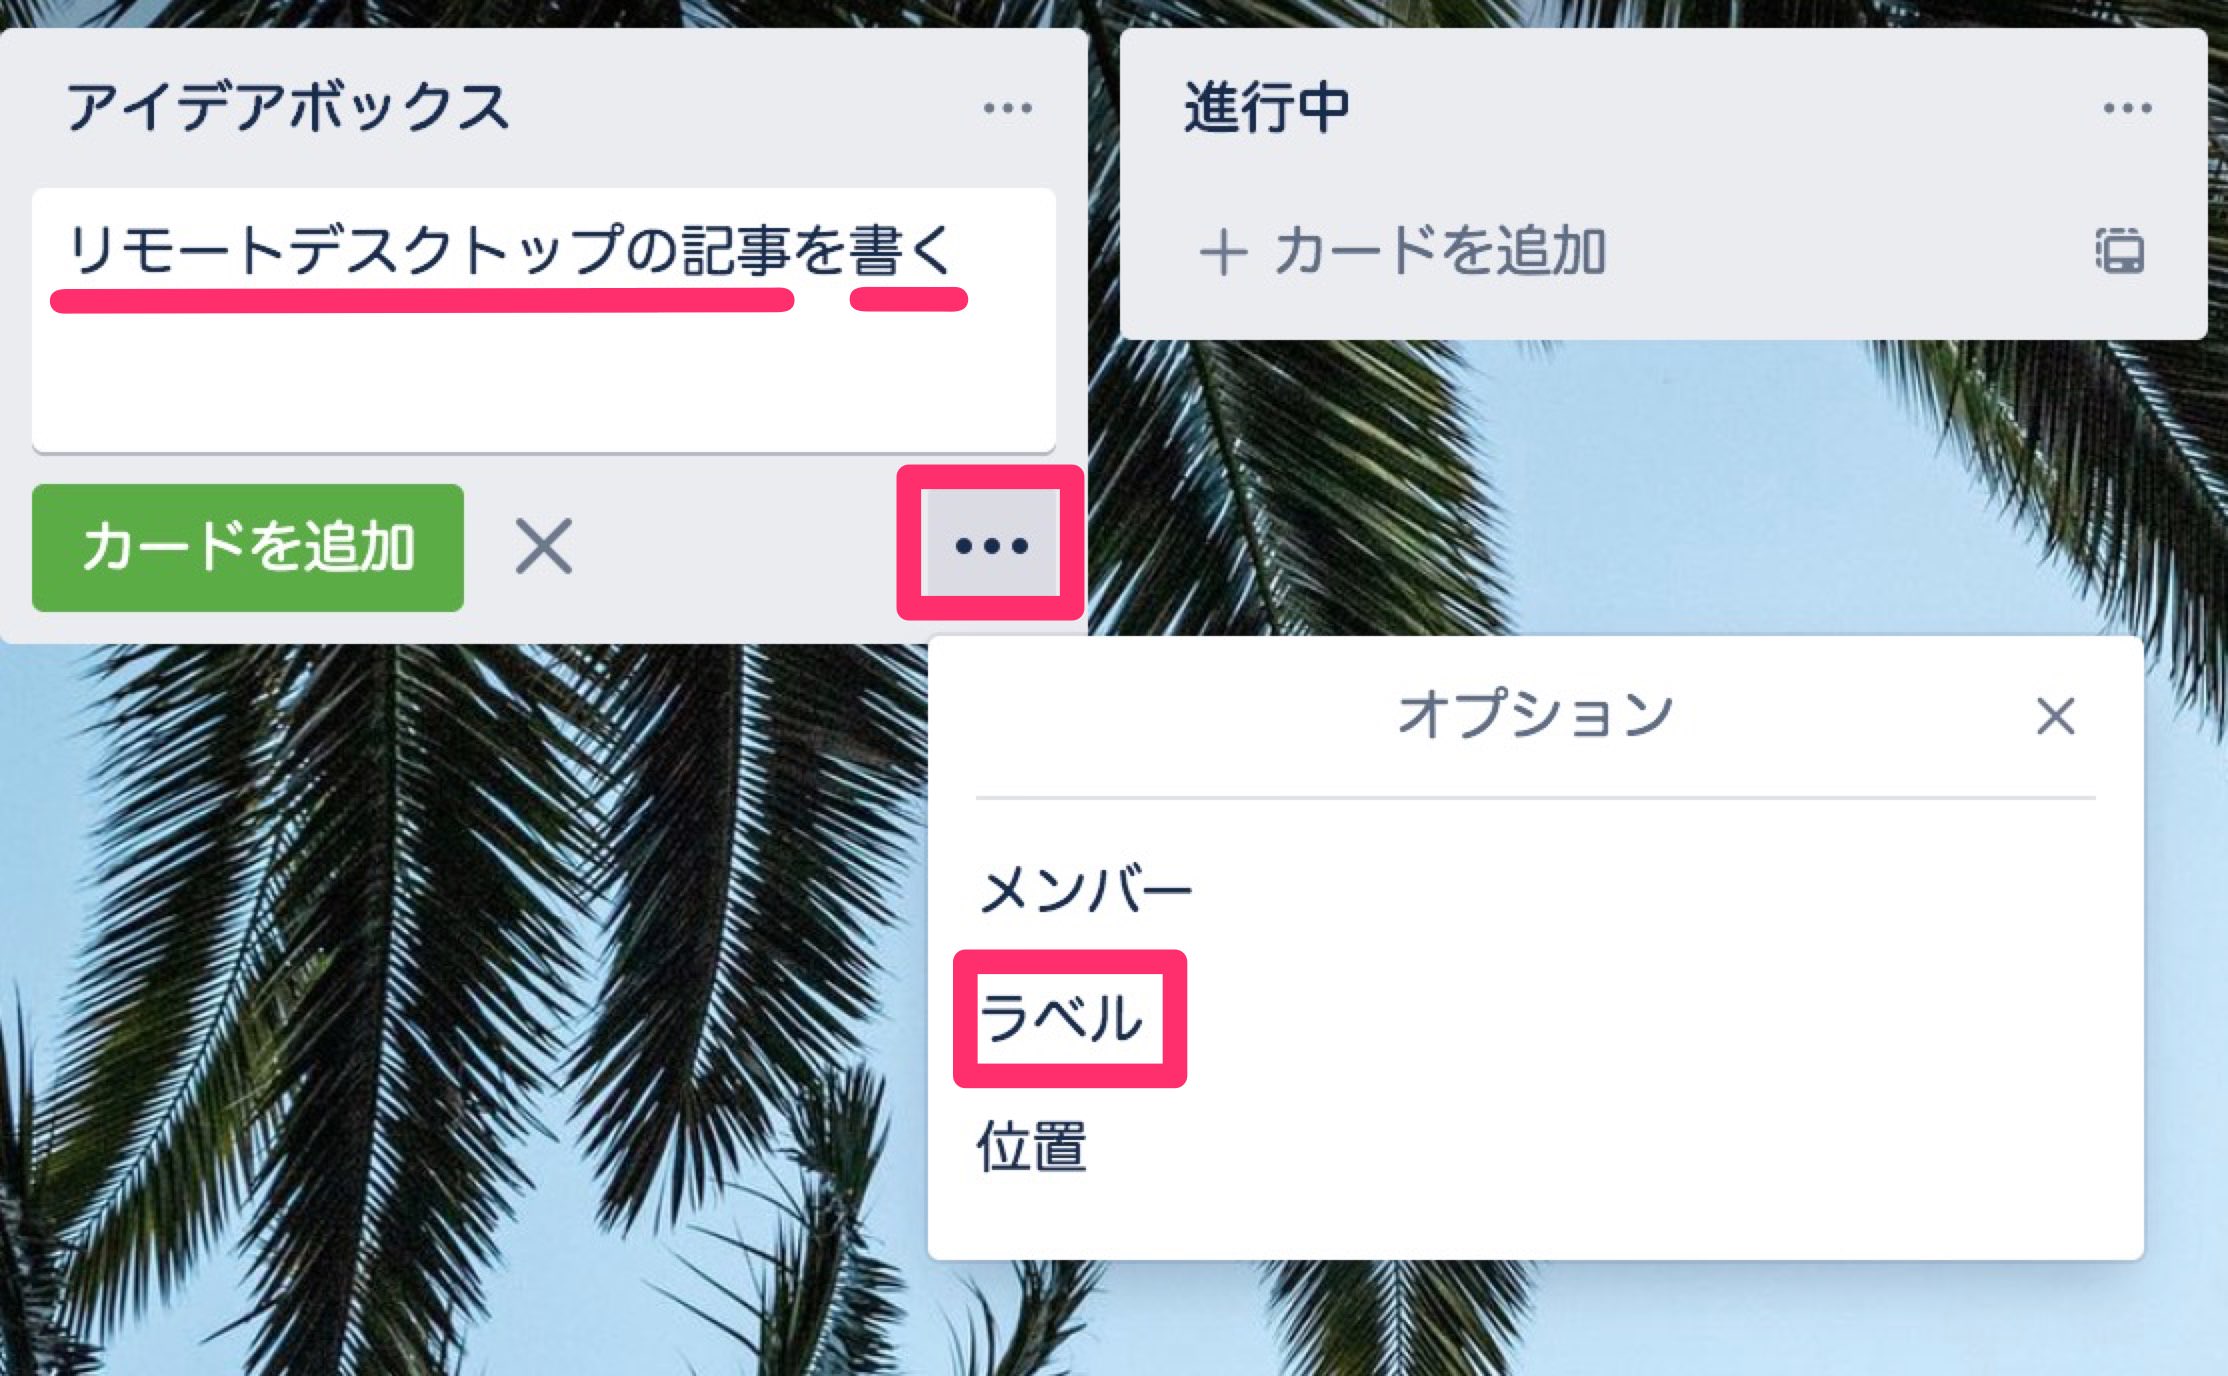 アイデアボックス
リモートデスクトップの記事を書く
カードを追加
進行中
カードを追加
オプション
メンバー
ラベル
位置